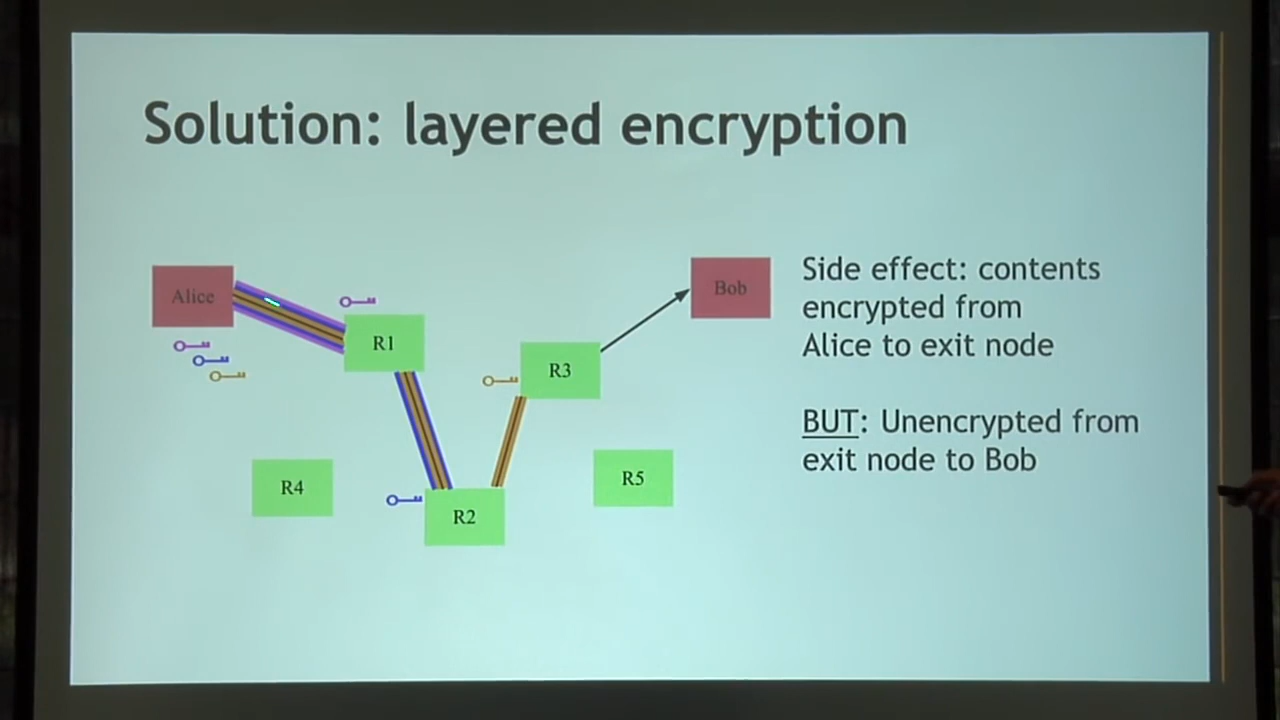 Solution: layered encryption
Alice
R1
R2
R3
R4
R5
Bob
Side effect: contents
encrypted from
Alice to exit node
BUT: Unencrypted from
exit node to Bob